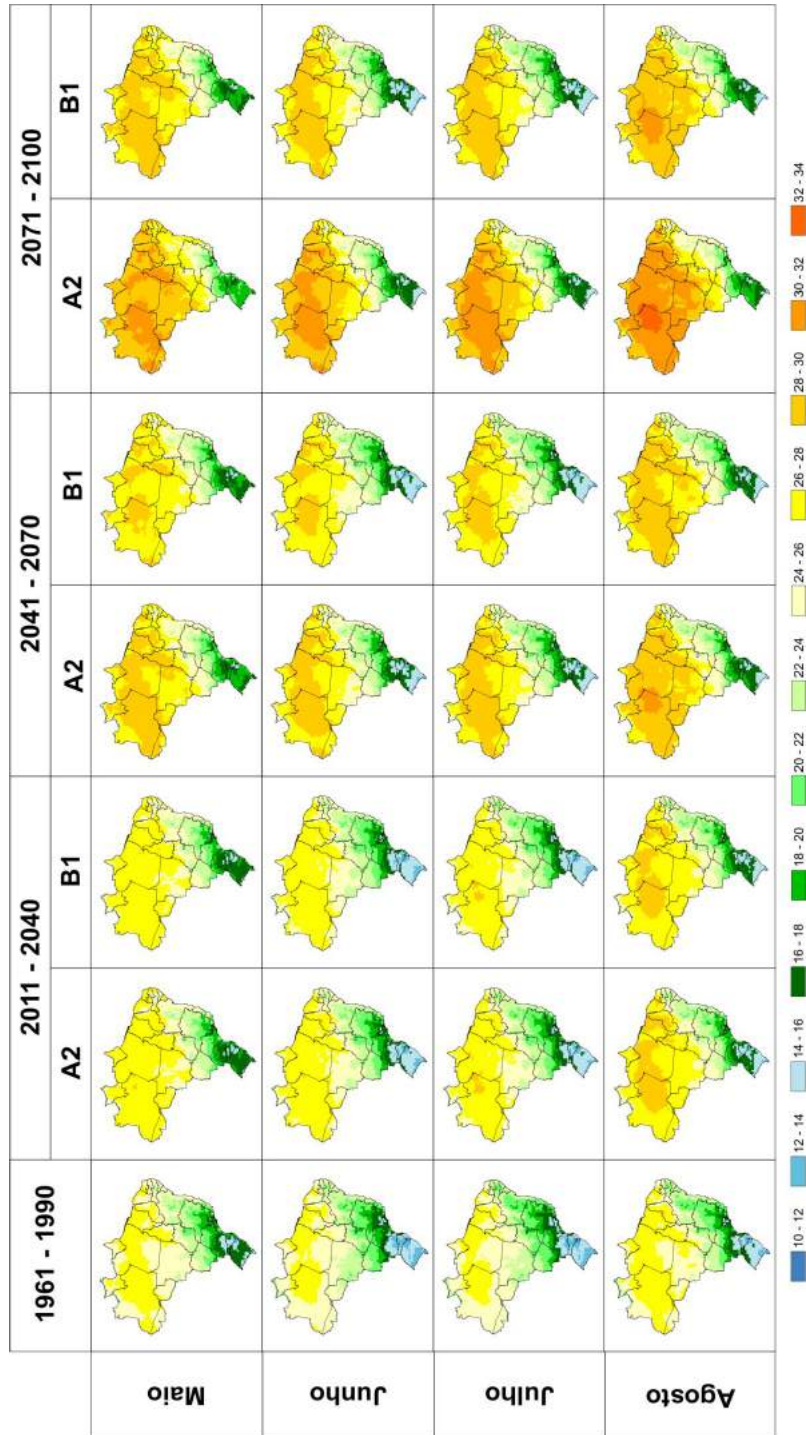 1961 - 1990
2011 - 2040
2041 - 2070
2071 - 2100
A2
B1
A2
B1
A2
B1
Maio
Junho
Julho
Agosto
10 - 12
12 - 14
14 - 16
16 - 18
18 - 20
20 - 22
22 - 24
24 - 26
26 - 28
28 - 30
30 - 32
32 - 34